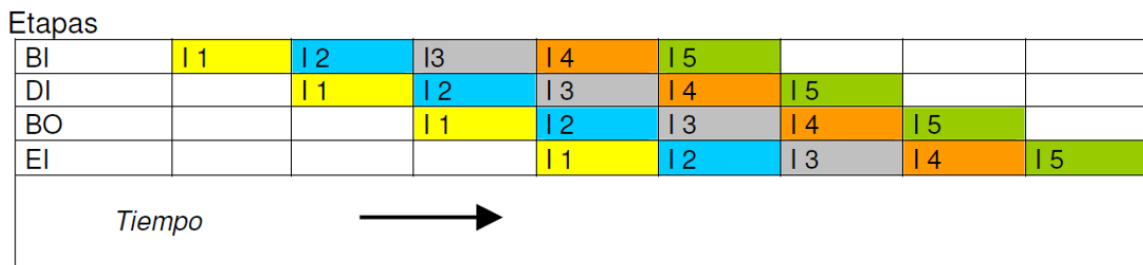 Etapas
BI I 1 I 2 I3 I 4 I 5
DI I 1 I 2 I 3 I 4 I 5
BO I 1 I 2 I 3 I 4 I 5
EI I 1 I 2 I 3 I 4 I 5
Tiempo